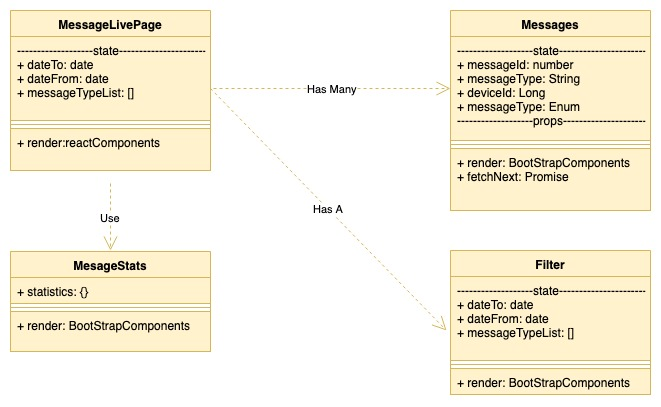 MessageLivePage
--------------------state-----------------------
+ dateTo: date
+ dateFrom: date
+ messageTypeList: []
+ render:reactComponents
Has Many
Messages
--------------------state-----------------------
+ messageId: number
+ messageType: String
+ deviceId: Long
+ messageType: Enum
--------------------props----------------------
+ render: BootStrapComponents
+ fetchNext: Promise
Has A
Use
MesageStats
+ statistics: {}
+ render: BootStrapComponents
Filter
--------------------state-----------------------
+ dateTo: date
+ dateFrom: date
+ messageTypeList: []
+ render: BootStrapComponents